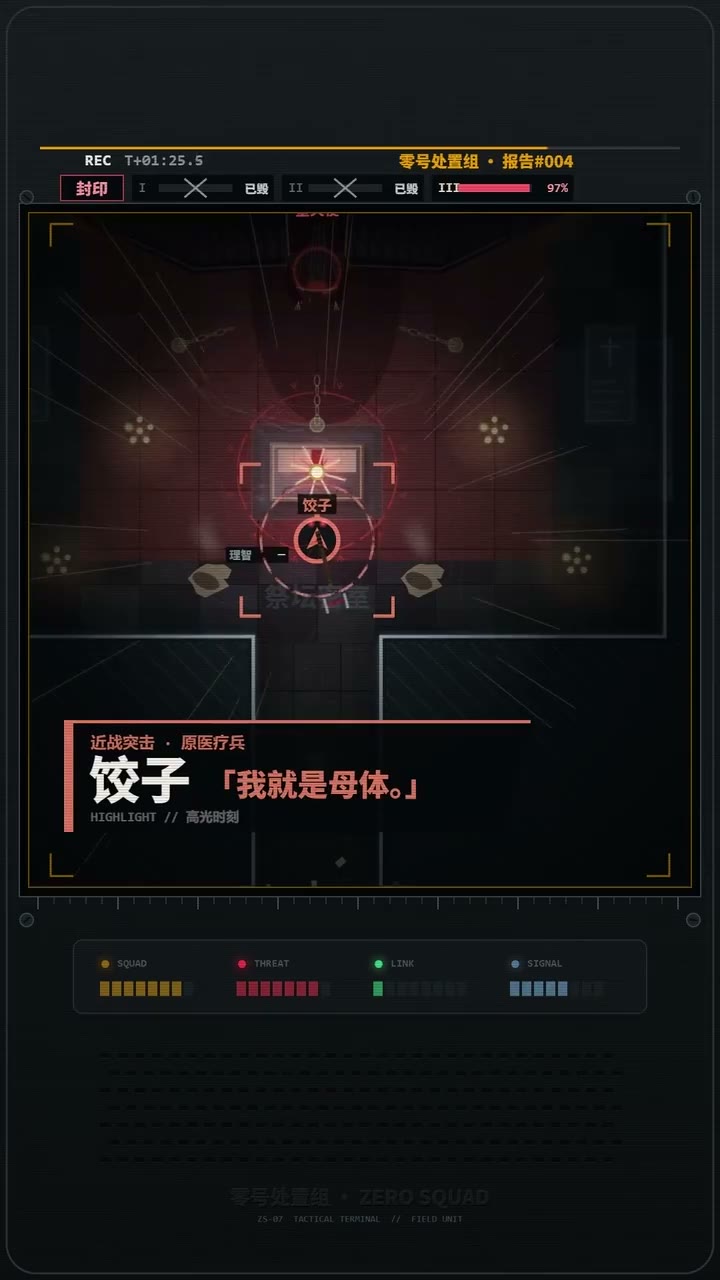 REC T+01:25.5 零号处置组 · 报告#004
封印 I 已毁 II 已毁 III 97%
饺子
理智 —
祭坛
室
近战突击 · 原医疗兵
饺子 「我就是母体。」
HIGHLIGHT // 高光时刻
SQUAD THREAT LINK SIGNAL
零号处置组 · ZERO SQUAD
ZS-07 TACTICAL TERMINAL // FIELD UNIT